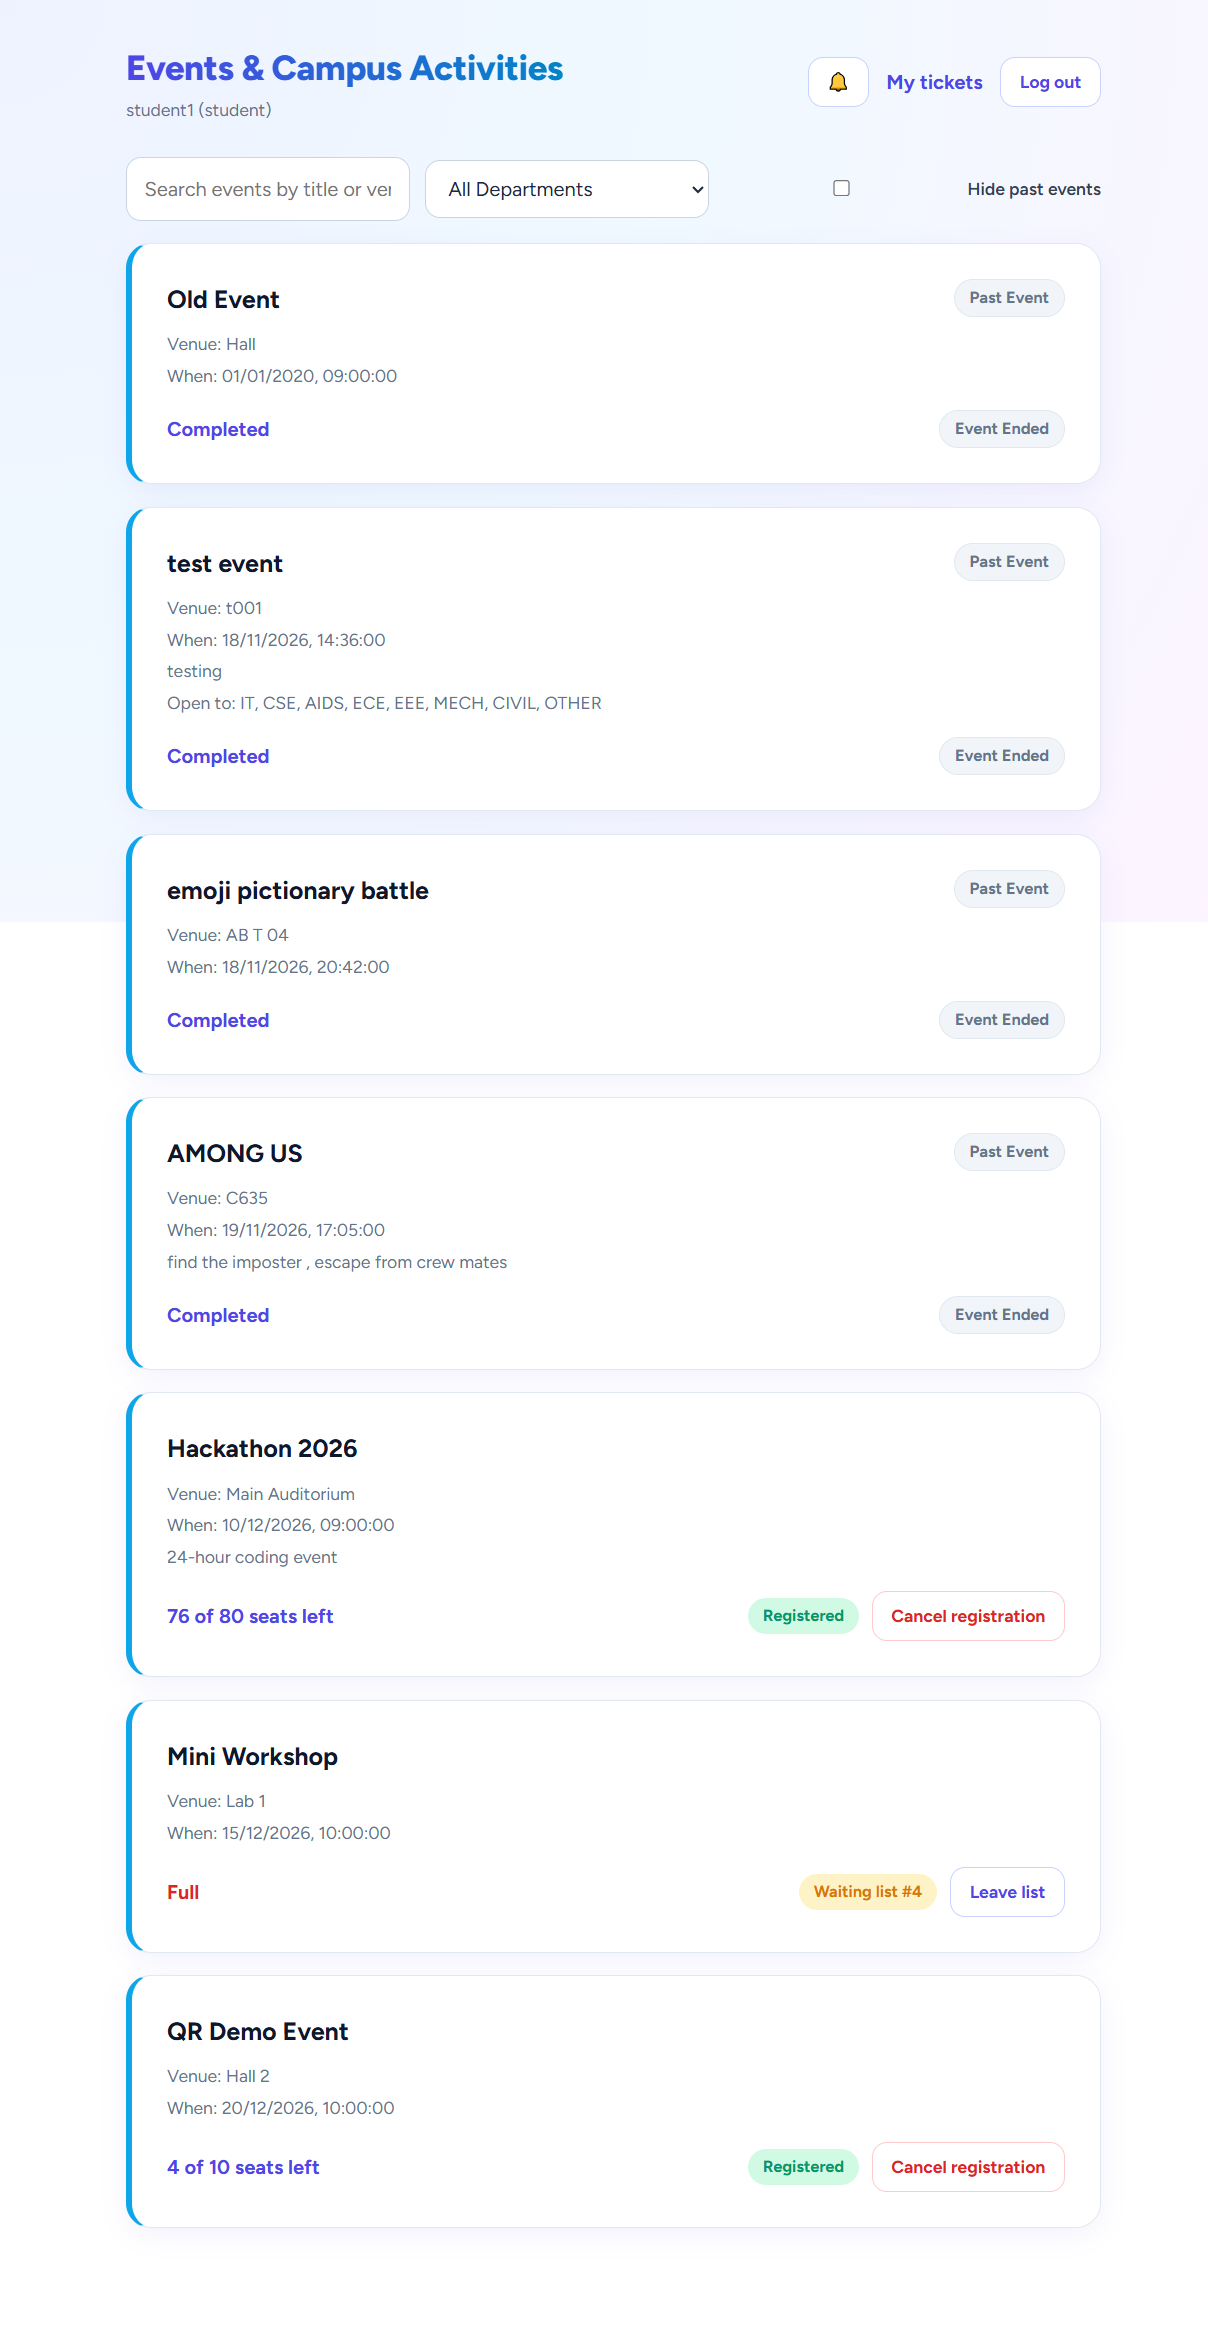 Events & Campus Activities
student1 (student)
My tickets
Log out
Search events by title or ver
All Departments
Hide past events
Old Event
Past Event
Venue: Hall
When: 01/01/2020, 09:00:00
Completed
Event Ended
test event
Past Event
Venue: t001
When: 18/11/2026, 14:36:00
testing
Open to: IT, CSE, AIDS, ECE, EEE, MECH, CIVIL, OTHER
Completed
Event Ended
emoji pictionary battle
Past Event
Venue: AB T 04
When: 18/11/2026, 20:42:00
Completed
Event Ended
AMONG US
Past Event
Venue: C635
When: 19/11/2026, 17:05:00
find the imposter , escape from crew mates
Completed
Event Ended
Hackathon 2026
Venue: Main Auditorium
When: 10/12/2026, 09:00:00
24-hour coding event
76 of 80 seats left
Registered
Cancel registration
Mini Workshop
Venue: Lab 1
When: 15/12/2026, 10:00:00
Full
Waiting list #4
Leave list
QR Demo Event
Venue: Hall 2
When: 20/12/2026, 10:00:00
4 of 10 seats left
Registered
Cancel registration